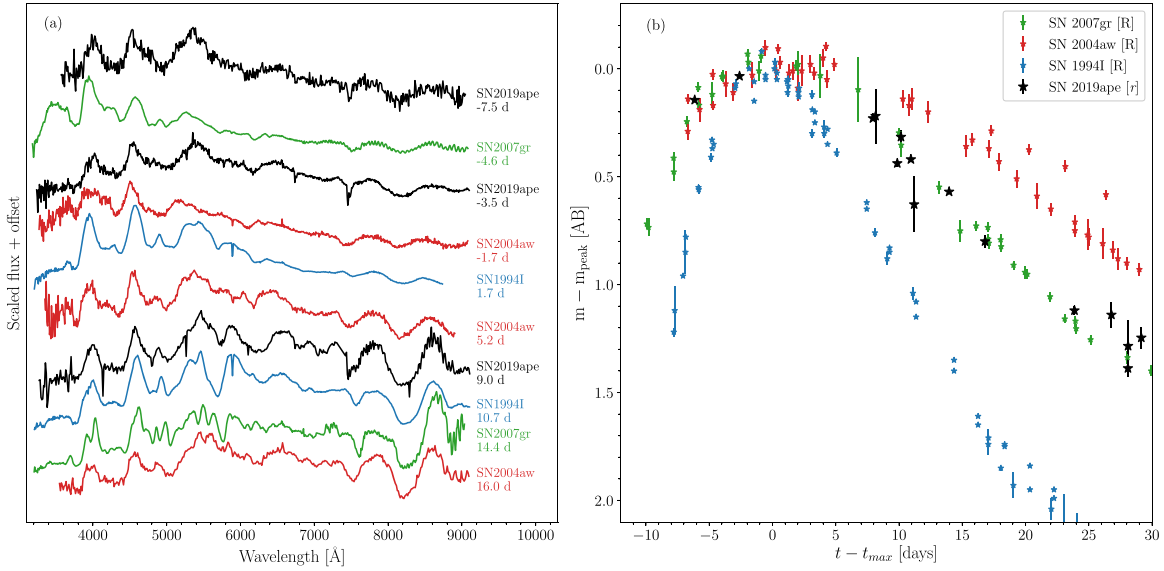 (a)
SN2019ape
-7.5 d
SN2007gr
-4.6 d
SN2019ape
-3.5 d
SN2004aw
-1.7 d
SN1994I
1.7 d
SN2004aw
5.2 d
SN2019ape
9.0 d
SN1994I
10.7 d
SN2007gr
14.4 d
SN2004aw
16.0 d
Scaled flux + offset
4000 5000 6000 7000 8000 9000 10000
Wavelength [Å]
(b)
SN 2007gr [R]
SN 2004aw [R]
SN 1994I [R]
SN 2019ape [r]
0.0
0.5
1.0
1.5
2.0
m − m_peak [AB]
−10 −5 0 5 10 15 20 25 30
t − t_max [days]